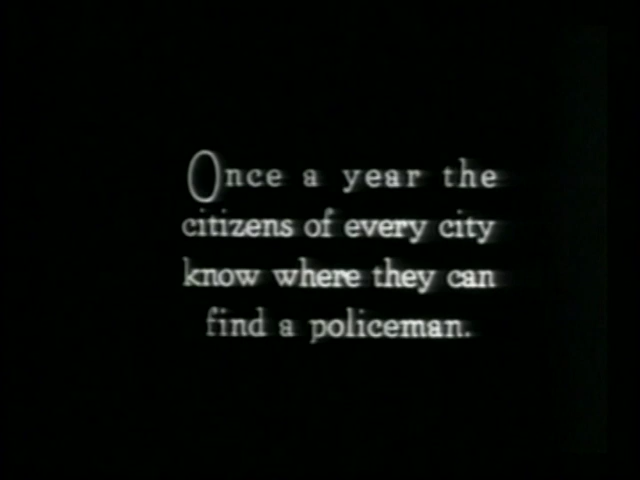 Once a year the
citizens of every city
know where they can
find a policeman.